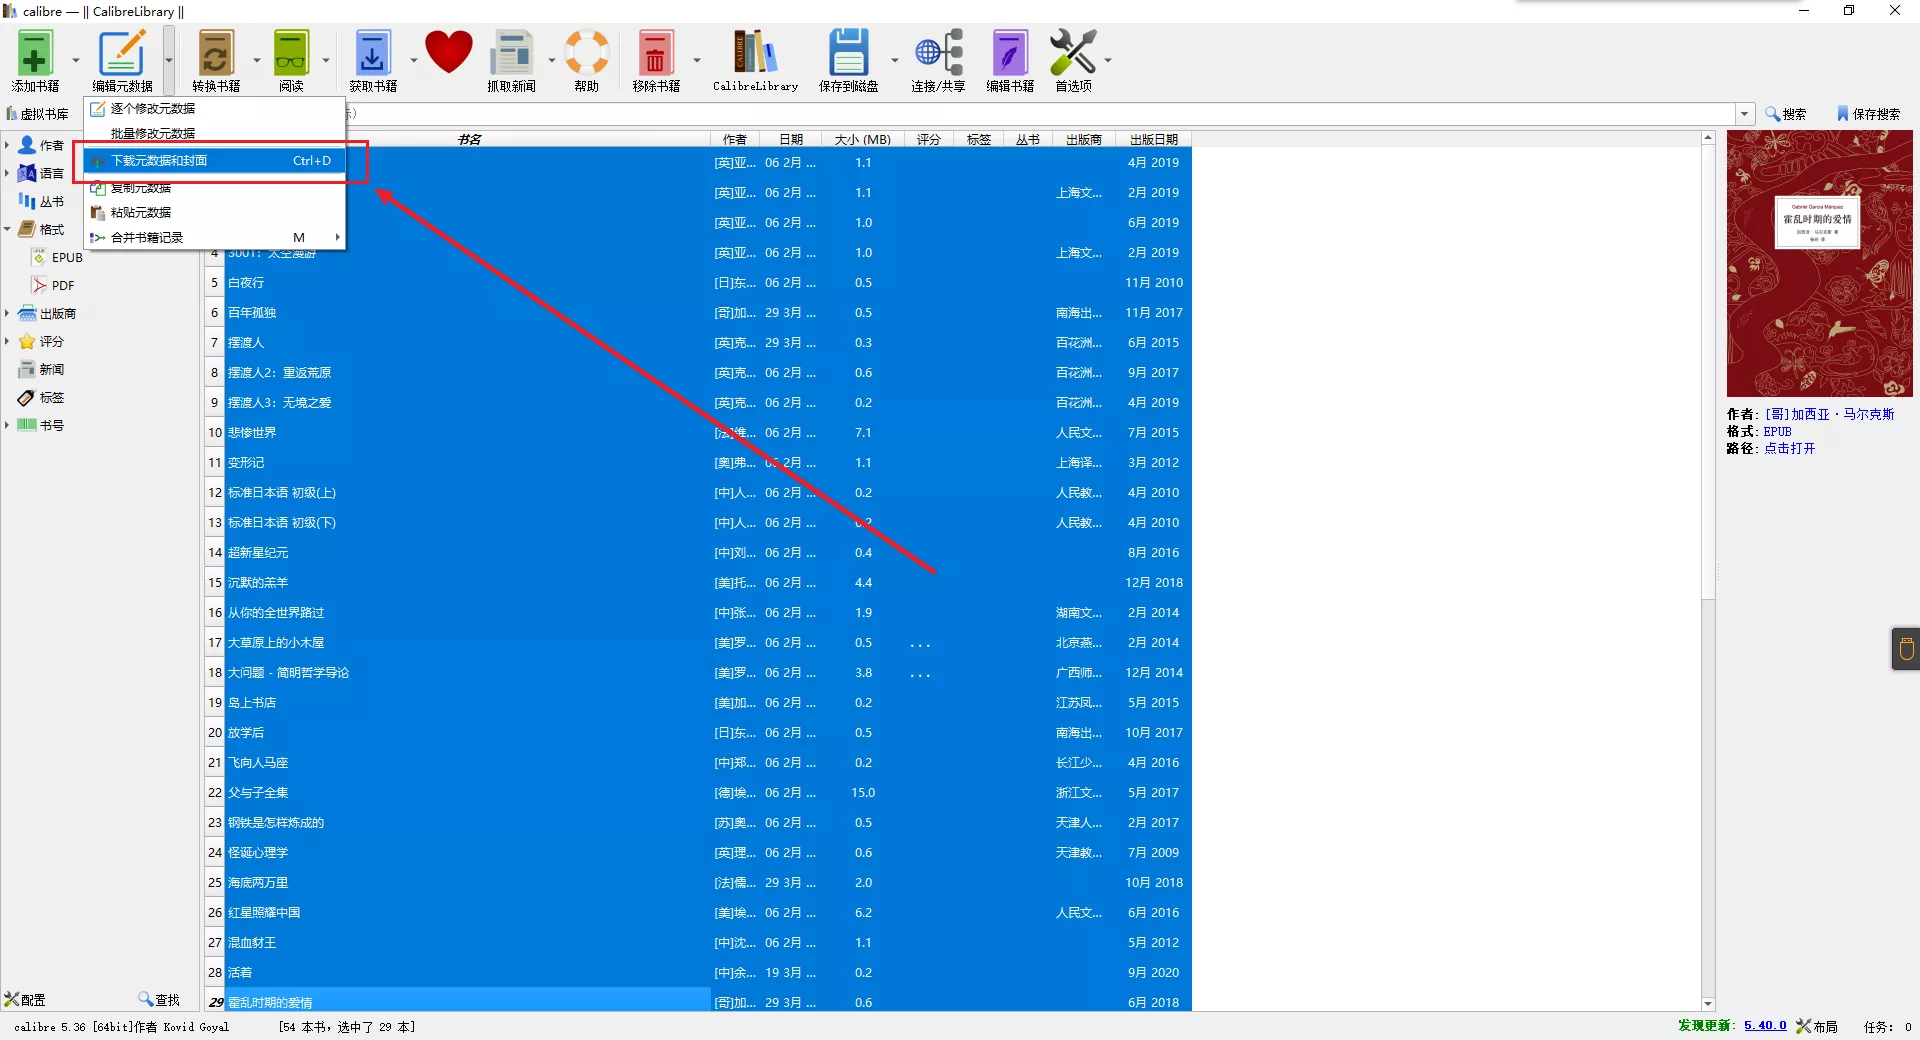 calibre — || CalibreLibrary ||
添加书籍 编辑元数据 转换书籍 阅读 获取书籍 抓取新闻 帮助 移除书籍 CalibreLibrary 保存到磁盘 连接/共享 编辑书籍 首选项
虚拟书库 搜索 保存搜索
逐个修改元数据
批量修改元数据
下载元数据和封面 Ctrl+D
复制元数据
粘贴元数据
合并书籍记录 M
作者
语言
丛书
格式
EPUB
PDF
出版商
评分
新闻
标签
书号
配置 查找
书名 作者 日期 大小 (MB) 评分 标签 丛书 出版商 出版日期
[英]亚... 06 2月 ... 1.1 4月 2019
[英]亚... 06 2月 ... 1.1 上海文... 2月 2019
[英]亚... 06 2月 ... 1.0 6月 2019
4 3001：太空漫游 [英]亚... 06 2月 ... 1.0 上海文... 2月 2019
5 白夜行 [日]东... 06 2月 ... 0.5 11月 2010
6 百年孤独 [哥]加... 29 3月 ... 0.5 南海出... 11月 2017
7 摆渡人 [英]克... 29 3月 ... 0.3 百花洲... 6月 2015
8 摆渡人2：重返荒原 [英]克... 06 2月 ... 0.6 百花洲... 9月 2017
9 摆渡人3：无境之爱 [英]克... 06 2月 ... 0.2 百花洲... 4月 2019
10 悲惨世界 [法]维... 06 2月 ... 7.1 人民文... 7月 2015
11 变形记 [奥]弗... 06 2月 ... 1.1 上海译... 3月 2012
12 标准日本语 初级(上) [中]人... 06 2月 ... 0.2 人民教... 4月 2010
13 标准日本语 初级(下) [中]人... 06 2月 ... 0.2 人民教... 4月 2010
14 超新星纪元 [中]刘... 06 2月 ... 0.4 8月 2016
15 沉默的羔羊 [美]托... 06 2月 ... 4.4 12月 2018
16 从你的全世界路过 [中]张... 06 2月 ... 1.9 湖南文... 2月 2014
17 大草原上的小木屋 [美]罗... 06 2月 ... 0.5 ... 北京燕... 2月 2014
18 大问题 - 简明哲学导论 [美]罗... 06 2月 ... 3.8 ... 广西师... 12月 2014
19 岛上书店 [美]加... 06 2月 ... 0.2 江苏凤... 5月 2015
20 放学后 [日]东... 06 2月 ... 0.5 南海出... 10月 2017
21 飞向人马座 [中]郑... 06 2月 ... 0.2 长江少... 4月 2016
22 父与子全集 [德]埃... 06 2月 ... 15.0 浙江文... 5月 2017
23 钢铁是怎样炼成的 [苏]奥... 06 2月 ... 0.5 天津人... 2月 2017
24 怪诞心理学 [英]理... 06 2月 ... 0.6 天津教... 7月 2009
25 海底两万里 [法]儒... 29 3月 ... 2.0 10月 2018
26 红星照耀中国 [美]埃... 06 2月 ... 6.2 人民文... 6月 2016
27 混血豺王 [中]沈... 06 2月 ... 1.1 5月 2012
28 活着 [中]余... 19 3月 ... 0.2 9月 2020
29 霍乱时期的爱情 [哥]加... 29 3月 ... 0.6 6月 2018
Gabriel García Márquez
霍乱时期的爱情
加西亚·马尔克斯 著
杨玲 译
作者: [哥]加西亚·马尔克斯
格式: EPUB
路径: 点击打开
calibre 5.36 [64bit]作者 Kovid Goyal [54 本书，选中了 29 本] 发现更新: 5.40.0 布局 任务: 0